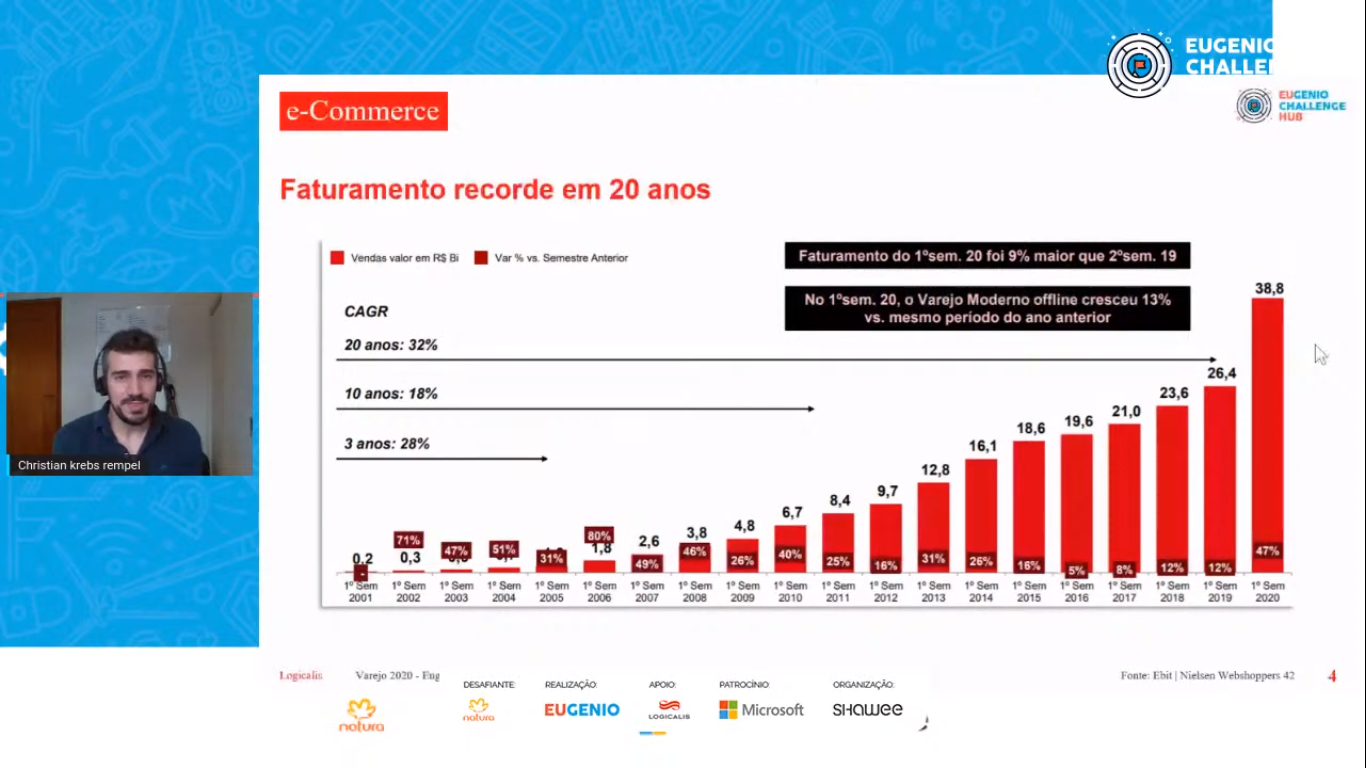 EUGENIO
CHALLEN
EUGENIO
CHALLENGE
HUB
e-Commerce
Faturamento recorde em 20 anos
Vendas valor em R$ Bi
Var % vs. Semestre Anterior
Faturamento do 1ºsem. 20 foi 9% maior que 2ºsem. 19
No 1ºsem. 20, o Varejo Moderno offline cresceu 13%
vs. mesmo período do ano anterior
CAGR
20 anos: 32%
10 anos: 18%
3 anos: 28%
0,2 0,3 1,8 2,6 3,8 4,8 6,7 8,4 9,7 12,8 16,1 18,6 19,6 21,0 23,6 26,4 38,8
- 71% 47% 51% 31% 80% 49% 46% 26% 40% 25% 16% 31% 26% 16% 5% 8% 12% 12% 47%
1º Sem 1º Sem 1º Sem 1º Sem 1º Sem 1º Sem 1º Sem 1º Sem 1º Sem 1º Sem 1º Sem 1º Sem 1º Sem 1º Sem 1º Sem 1º Sem 1º Sem 1º Sem 1º Sem 1º Sem
2001 2002 2003 2004 2005 2006 2007 2008 2009 2010 2011 2012 2013 2014 2015 2016 2017 2018 2019 2020
Christian krebs rempel
Logicalis Varejo 2020 - Eng
Fonte: Ebit | Nielsen Webshoppers 42 4
DESAFIANTE: REALIZAÇÃO: APOIO: PATROCÍNIO: ORGANIZAÇÃO:
natura natura EUGENIO LOGICALIS Microsoft SHAWEE